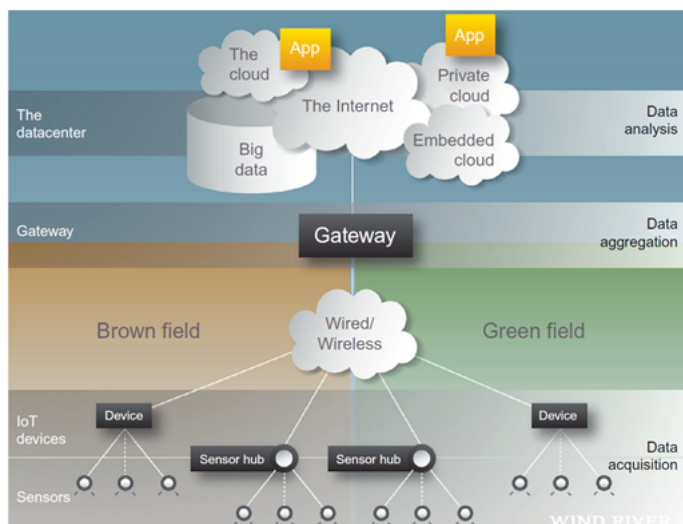 App
App
The
cloud
Private
cloud
The Internet
The
datacenter
Data
analysis
Big
data
Embedded
cloud
Gateway
Gateway
Data
aggregation
Brown field
Wired/
Wireless
Green field
IoT
devices
Device
Device
Sensor hub
Sensor hub
Data
acquisition
Sensors
WIND RIVER